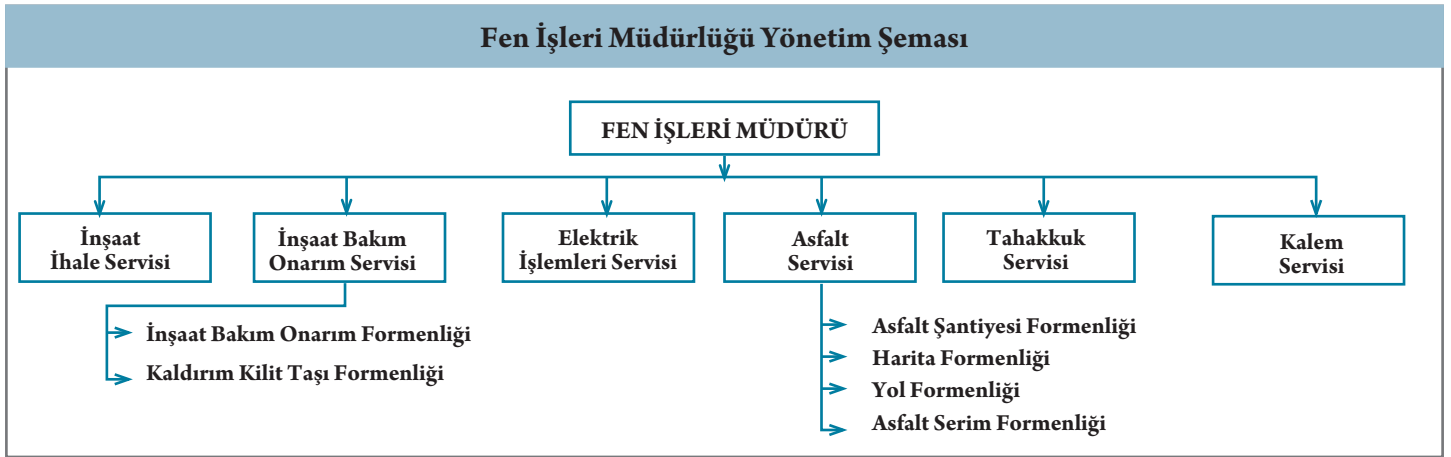 Fen İşleri Müdürlüğü Yönetim Şeması
FEN İŞLERİ MÜDÜRÜ
İnşaat
İhale Servisi
İnşaat Bakım
Onarım Servisi
Elektrik
İşlemleri Servisi
Asfalt
Servisi
Tahakkuk
Servisi
Kalem
Servisi
İnşaat Bakım Onarım Formenliği
Kaldırım Kilit Taşı Formenliği
Asfalt Şantiyesi Formenliği
Harita Formenliği
Yol Formenliği
Asfalt Serim Formenliği